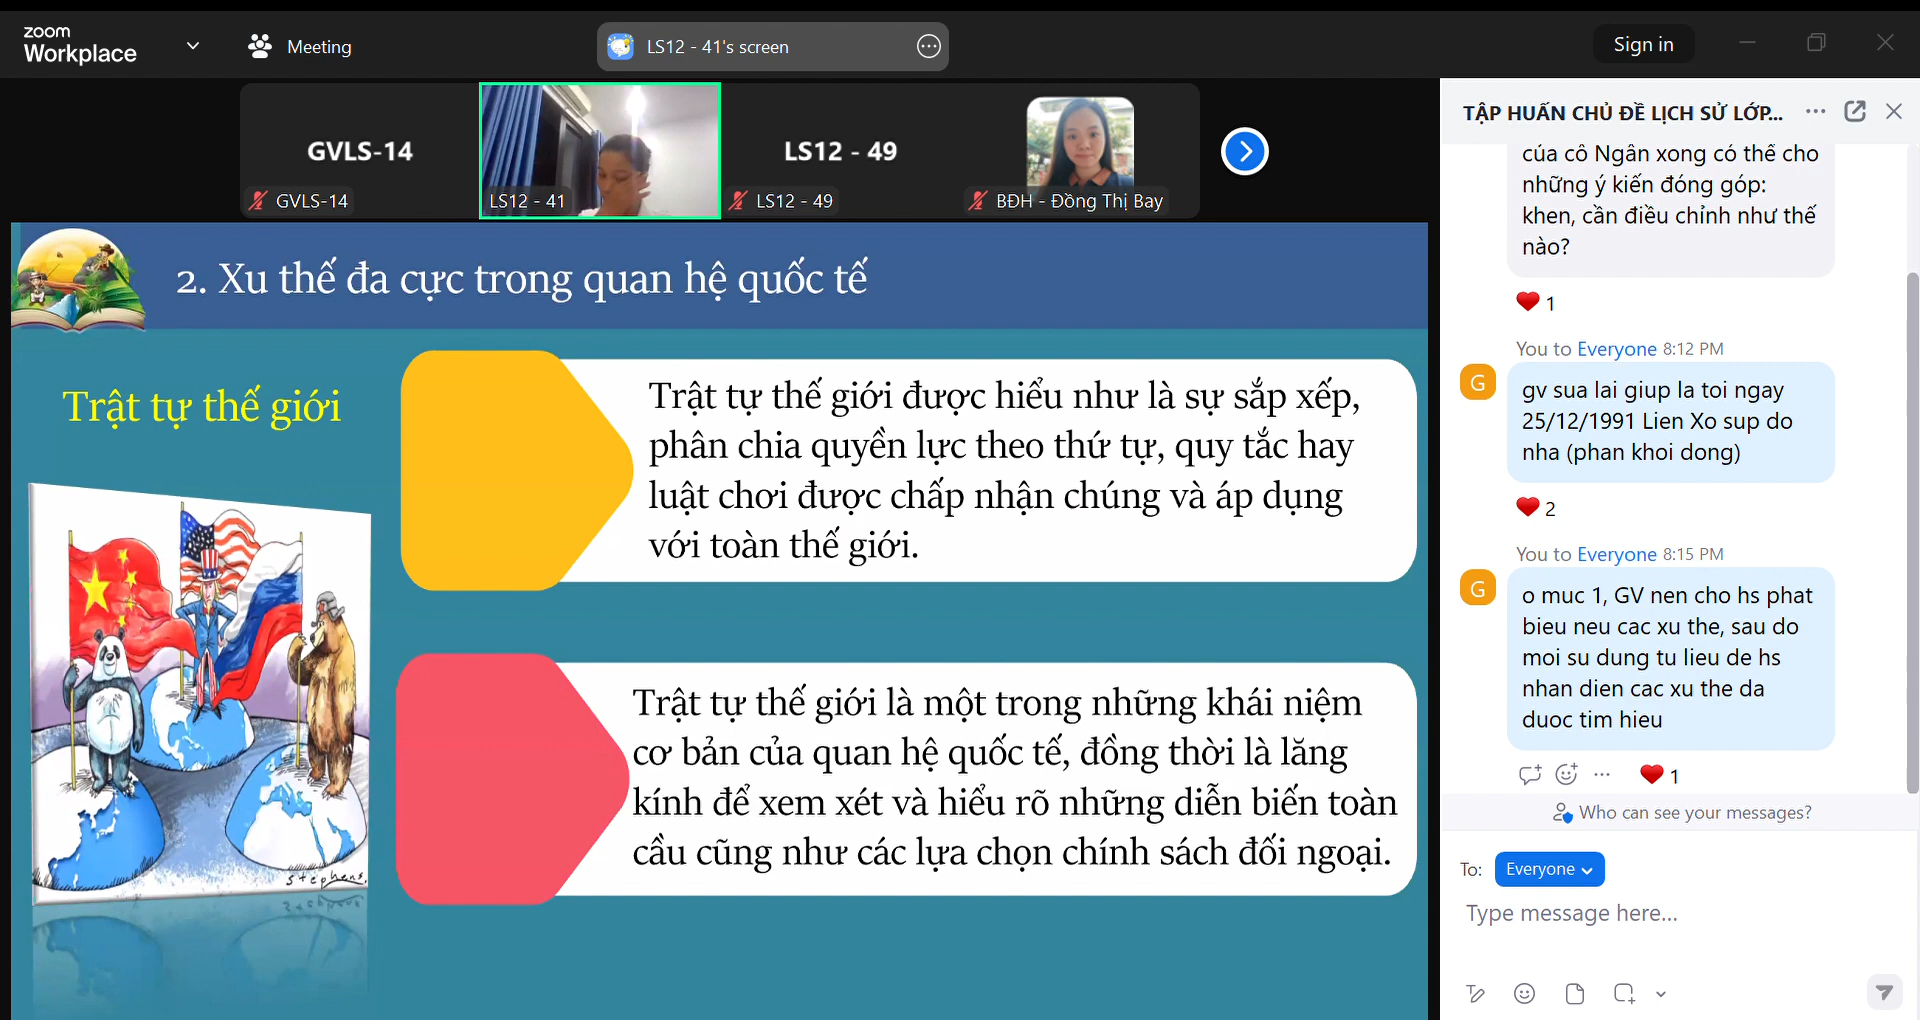 zoom
Workplace
Meeting
LS12 - 41's screen
Sign in
GVLS-14
GVLS-14
LS12 - 41
LS12 - 49
LS12 - 49
BĐH - Đồng Thị Bay
2. Xu thế đa cực trong quan hệ quốc tế
Trật tự thế giới
Trật tự thế giới được hiểu như là sự sắp xếp,
phân chia quyền lực theo thứ tự, quy tắc hay
luật chơi được chấp nhận chúng và áp dụng
với toàn thế giới.
Trật tự thế giới là một trong những khái niệm
cơ bản của quan hệ quốc tế, đồng thời là lăng
kính để xem xét và hiểu rõ những diễn biến toàn
cầu cũng như các lựa chọn chính sách đối ngoại.
stephens.
TẬP HUẤN CHỦ ĐỀ LỊCH SỬ LỚP...
của cô Ngân xong có thể cho
những ý kiến đóng góp:
khen, cần điều chỉnh như thế
nào?
1
You to Everyone 8:12 PM
G
gv sua lai giup la toi ngay
25/12/1991 Lien Xo sup do
nha (phan khoi dong)
2
You to Everyone 8:15 PM
G
o muc 1, GV nen cho hs phat
bieu neu cac xu the, sau do
moi su dung tu lieu de hs
nhan dien cac xu the da
duoc tim hieu
1
Who can see your messages?
To: Everyone
Type message here...